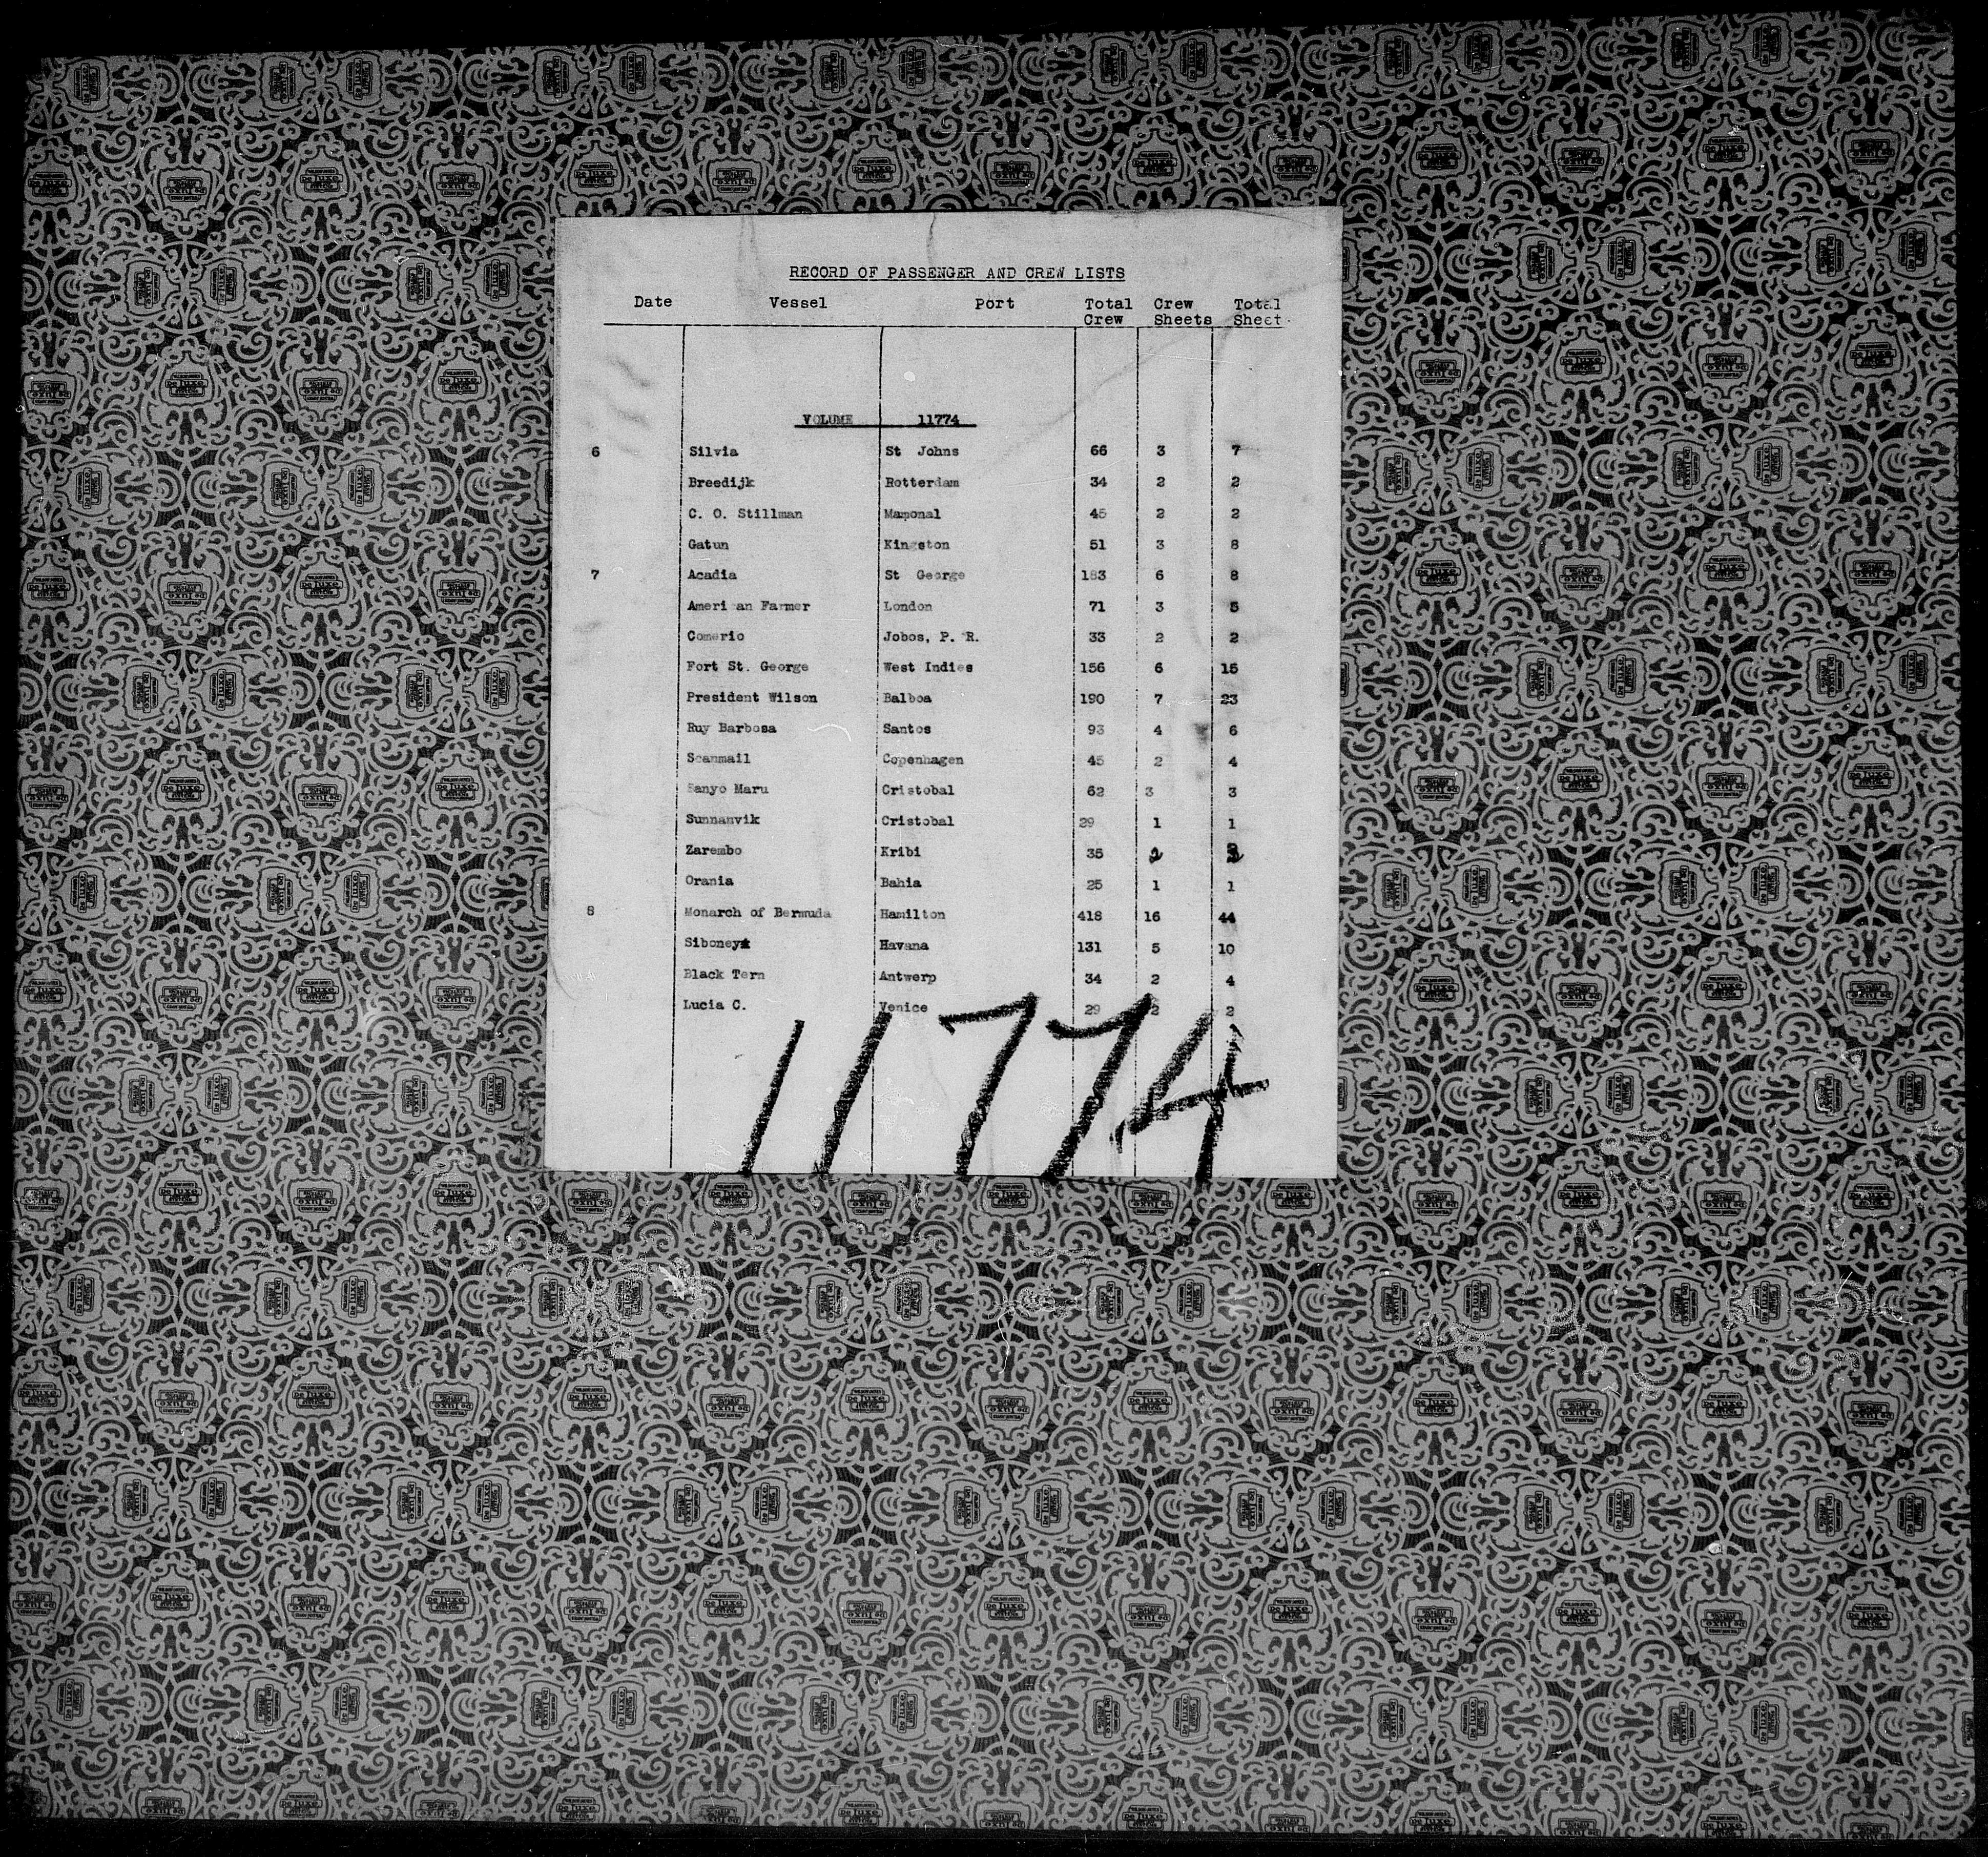 RECORD OF PASSENGER AND CREW LISTS
Date Vessel Port Total Crew Total
Crew Sheets Sheet
VOLUME 11774
6 Silvia St Johns 66 3 7
Breedijk Rotterdam 34 2 2
C. O. Stillman Mamonal 45 2 2
Gatun Kingston 51 3 8
7 Acadia St George 183 6 8
Ameri an Farmer London 71 3 5
Comerio Jobos, P. R. 33 2 2
Fort St. George West Indies 156 6 15
President Wilson Balboa 190 7 23
Ruy Barbosa Santos 93 4 6
Scanmail Copenhagen 45 2 4
Sanyo Maru Cristobal 62 3 3
Sunnanvik Cristobal 29 1 1
Zarembo Kribi 35
Orania Bahia 25 1 1
8 Monarch of Bermuda Hamilton 418 16 44
Siboney Havana 131 5 10
Black Tern Antwerp 34 2 4
Lucia C. Venice 29 2 2
11774